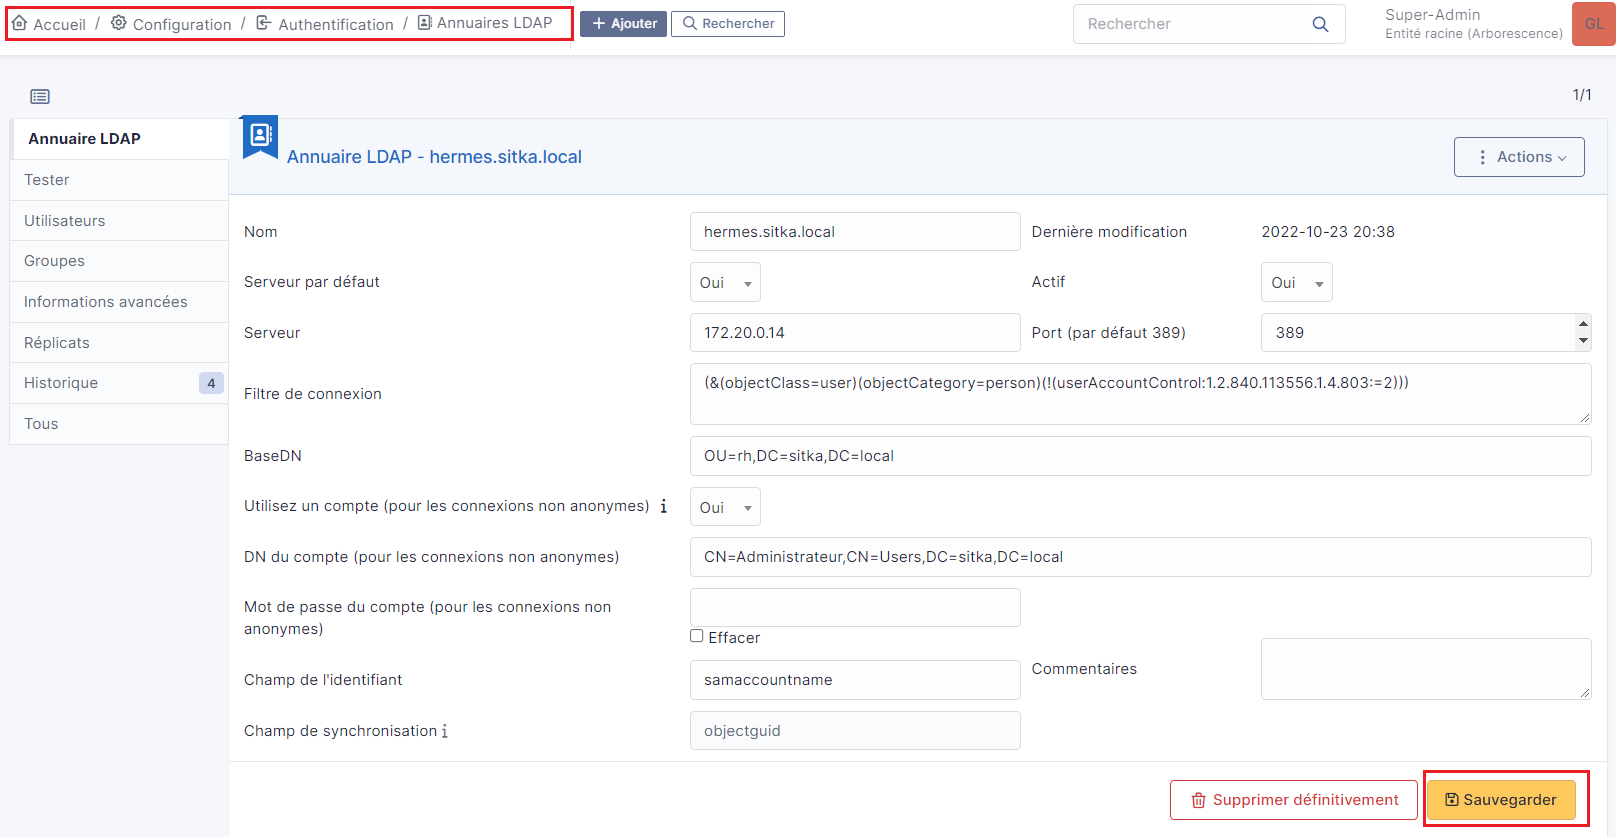 Accueil / Configuration / Authentification / Annuaires LDAP
+ Ajouter
Rechercher
Rechercher
Super-Admin
Entité racine (Arborescence)
GL
1/1
Annuaire LDAP
Tester
Utilisateurs
Groupes
Informations avancées
Réplicats
Historique 4
Tous
Annuaire LDAP - hermes.sitka.local
Actions
Nom hermes.sitka.local Dernière modification 2022-10-23 20:38
Serveur par défaut Oui Actif Oui
Serveur 172.20.0.14 Port (par défaut 389) 389
Filtre de connexion (&(objectClass=user)(objectCategory=person)(!(userAccountControl:1.2.840.113556.1.4.803:=2)))
BaseDN OU=rh,DC=sitka,DC=local
Utilisez un compte (pour les connexions non anonymes) i Oui
DN du compte (pour les connexions non anonymes) CN=Administrateur,CN=Users,DC=sitka,DC=local
Mot de passe du compte (pour les connexions non
anonymes)
Effacer
Champ de l'identifiant samaccountname Commentaires
Champ de synchronisation i objectguid
Supprimer définitivement
Sauvegarder